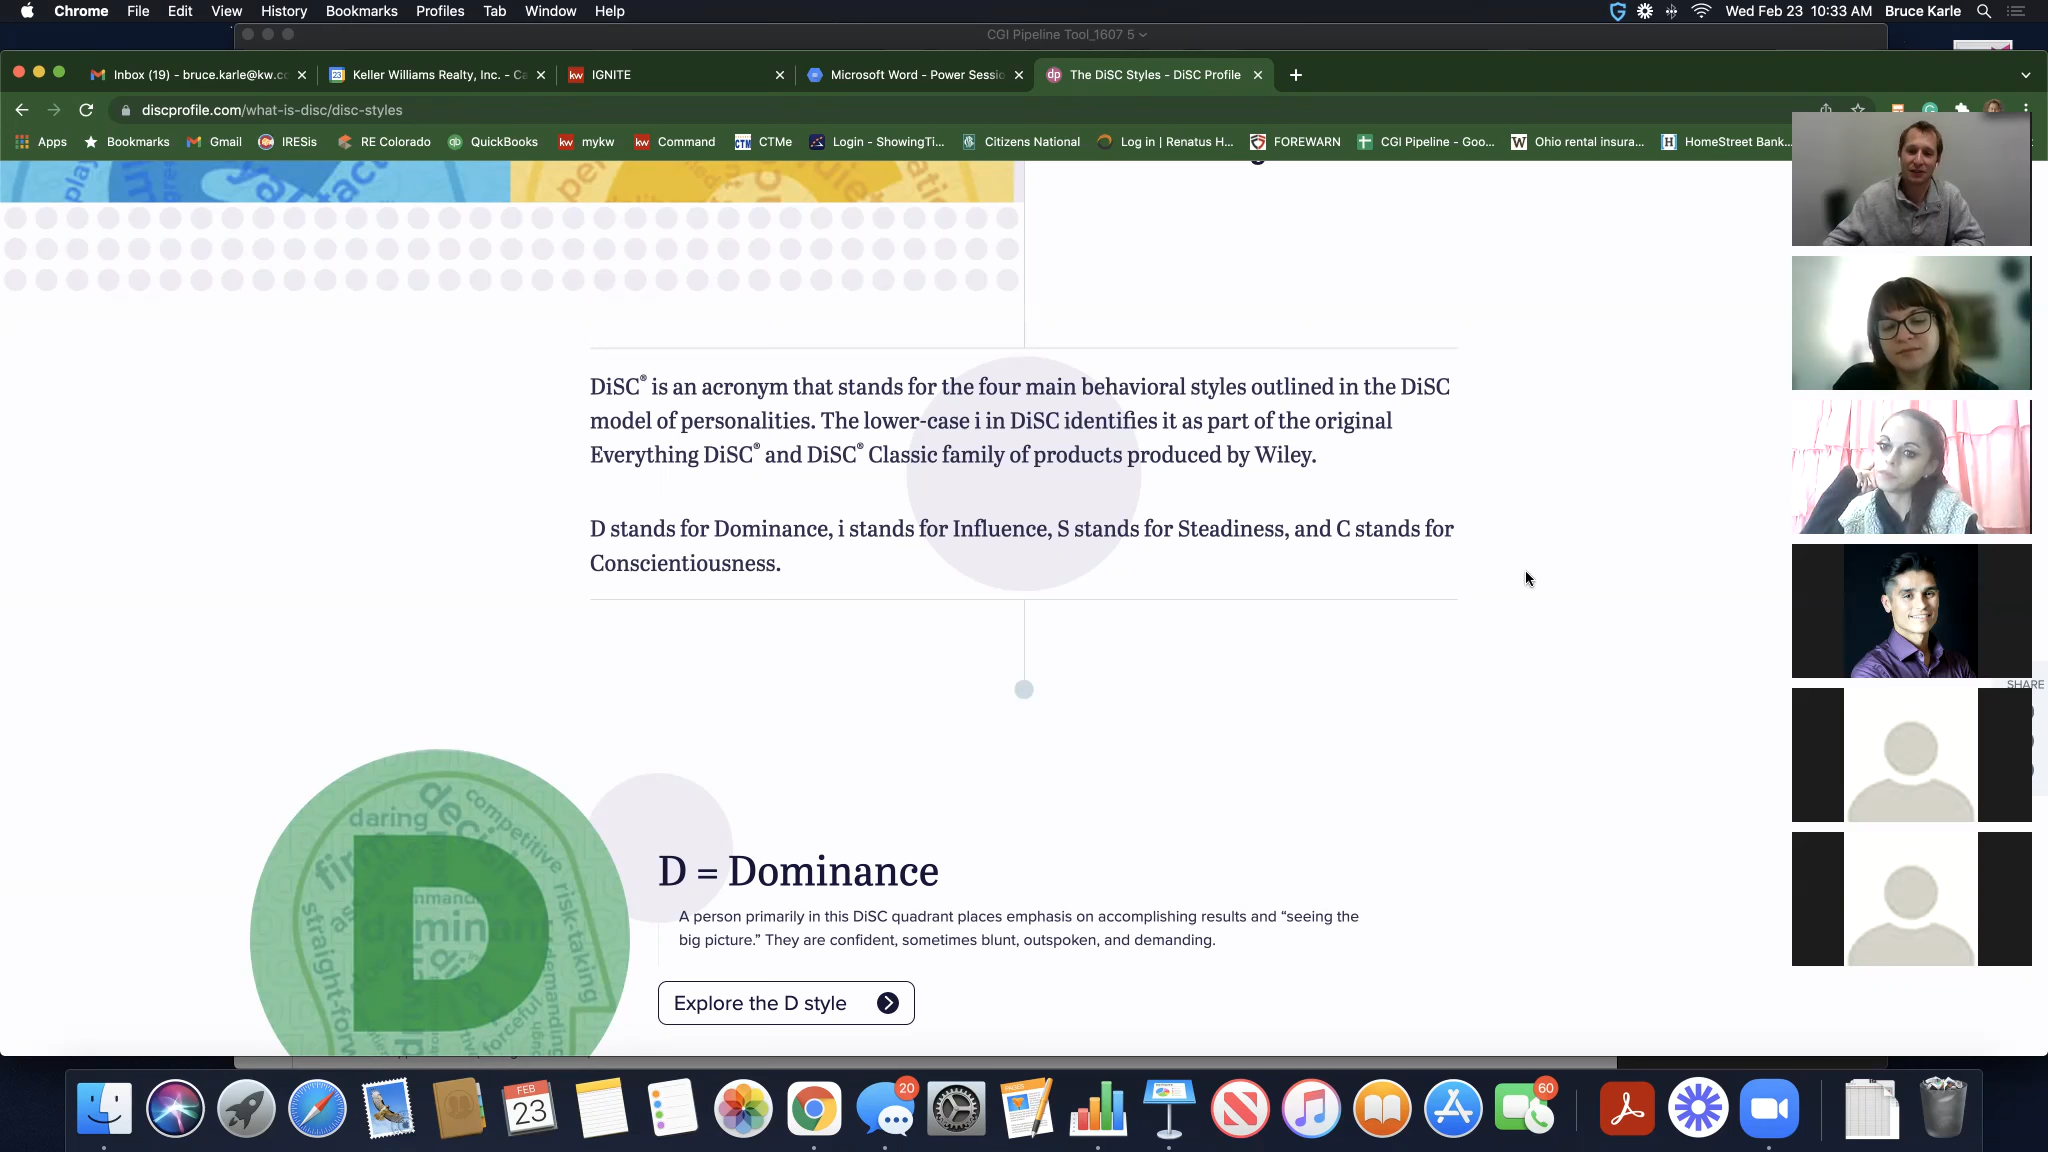 Chrome File Edit View History Bookmarks Profiles Tab Window Help
Wed Feb 23 10:33 AM Bruce Karle
CGI Pipeline Tool_1607 5
Inbox (19) - bruce.karle@kw.c
Keller Williams Realty, Inc. - Ca
IGNITE
Microsoft Word - Power Sessio
The DiSC Styles - DiSC Profile
discprofile.com/what-is-disc/disc-styles
Apps Bookmarks Gmail IRESis RE Colorado QuickBooks mykw Command CTMe Login - ShowingTi... Citizens National Log in | Renatus H... FOREWARN CGI Pipeline - Goo... Ohio rental insura... HomeStreet Bank...
DiSC® is an acronym that stands for the four main behavioral styles outlined in the DiSC
model of personalities. The lower-case i in DiSC identifies it as part of the original
Everything DiSC® and DiSC® Classic family of products produced by Wiley.
D stands for Dominance, i stands for Influence, S stands for Steadiness, and C stands for
Conscientiousness.
SHARE
daring
competitive
risk-taking
dominant
demanding
forceful
straight-forw
D
D = Dominance
A person primarily in this DiSC quadrant places emphasis on accomplishing results and “seeing the
big picture.” They are confident, sometimes blunt, outspoken, and demanding.
Explore the D style
FEB
23
20
PAGES
60